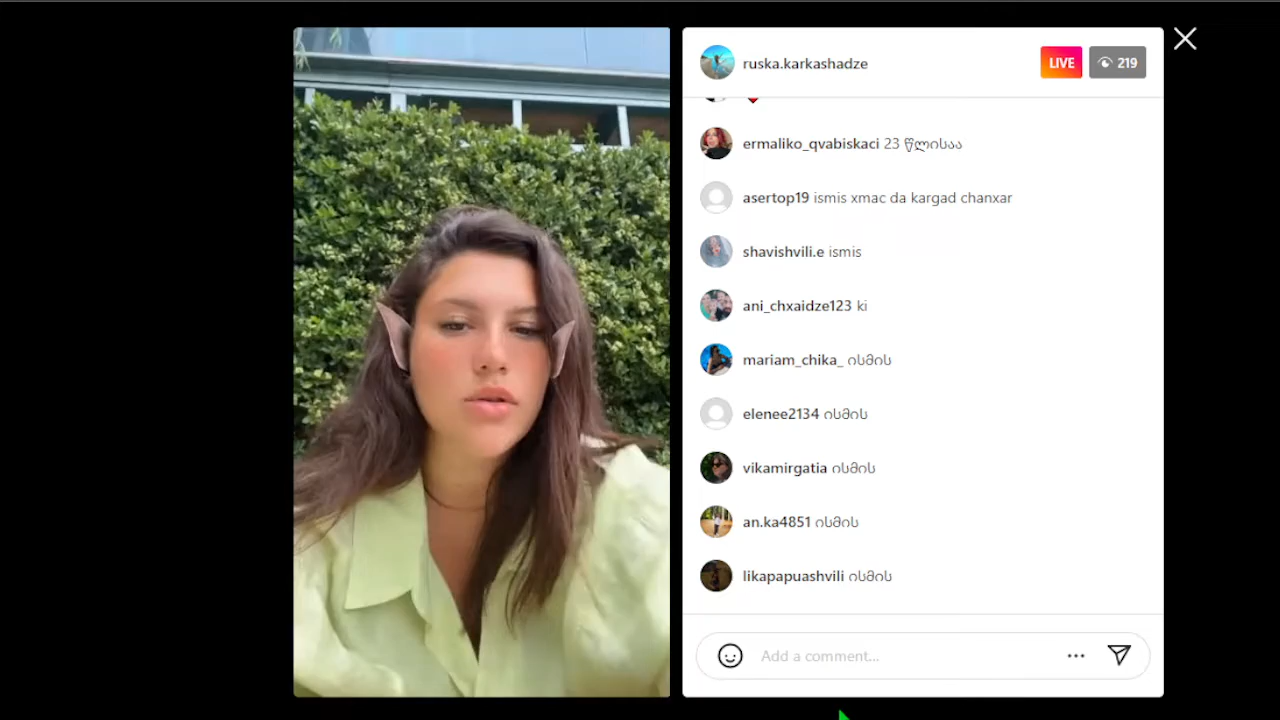 ruska.karkashadze LIVE 219
ermaliko_qvabiskaci 23 წლისაა
asertop19 ismis xmac da kargad chanxar
shavishvili.e ismis
ani_chxaidze123 ki
mariam_chika_ ისმის
elenee2134 ისმის
vikamirgatia ისმის
an.ka4851 ისმის
likapapuashvili ისმის
Add a comment...